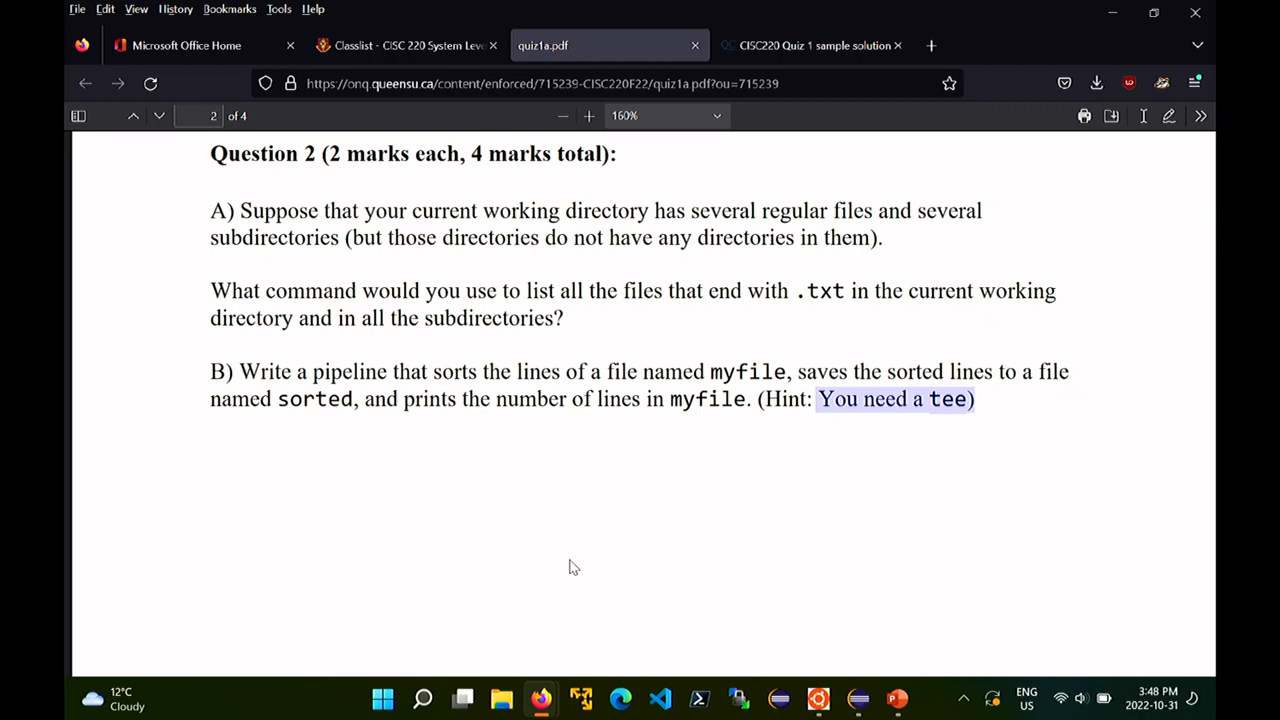 File Edit View History Bookmarks Tools Help
Microsoft Office Home
Classlist - CISC 220 System Leve
quiz1a.pdf
CISC220 Quiz 1 sample solution
https://onq.queensu.ca/content/enforced/715239-CISC220F22/quiz1a.pdf?ou=715239
2 of 4
160%
Question 2 (2 marks each, 4 marks total):
A) Suppose that your current working directory has several regular files and several
subdirectories (but those directories do not have any directories in them).
What command would you use to list all the files that end with .txt in the current working
directory and in all the subdirectories?
B) Write a pipeline that sorts the lines of a file named myfile, saves the sorted lines to a file
named sorted, and prints the number of lines in myfile. (Hint: You need a tee)
12°C
Cloudy
ENG
US
3:48 PM
2022-10-31